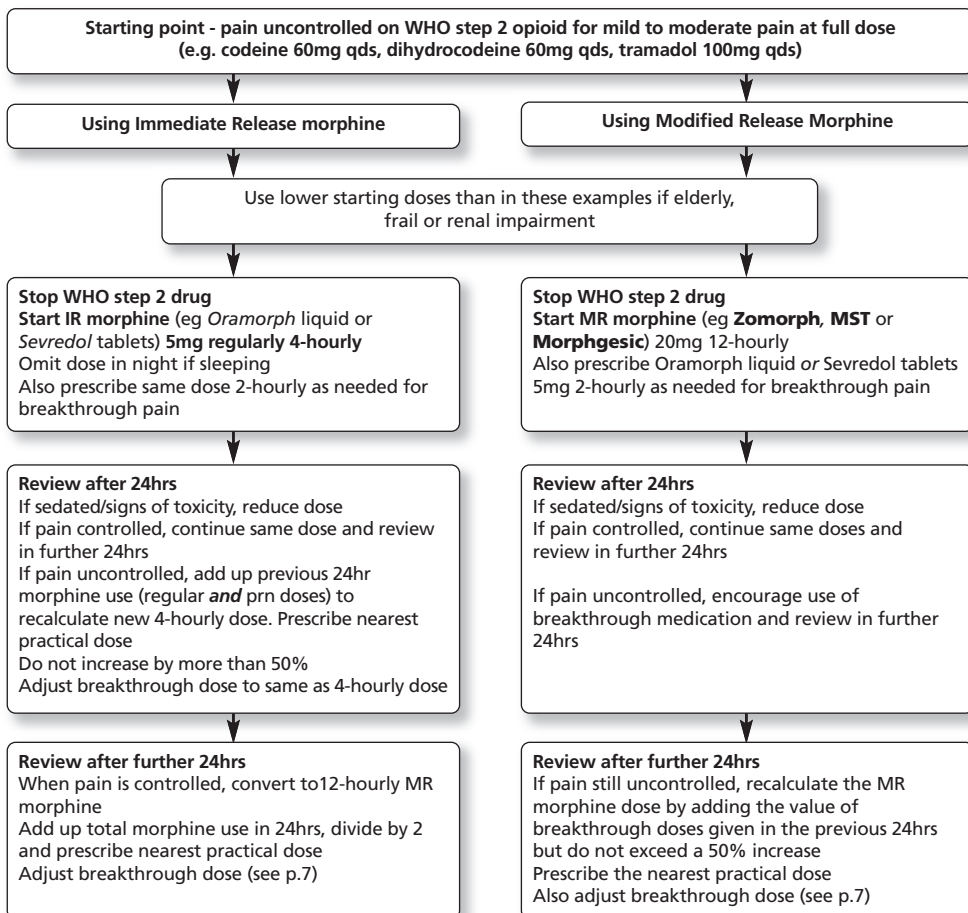 Starting point - pain uncontrolled on WHO step 2 opioid for mild to moderate pain at full dose
(e.g. codeine 60mg qds, dihydrocodeine 60mg qds, tramadol 100mg qds)
Using Immediate Release morphine
Using Modified Release Morphine
Use lower starting doses than in these examples if elderly,
frail or renal impairment
Stop WHO step 2 drug
Start IR morphine (eg Oramorph liquid or
Sevredol tablets) 5mg regularly 4-hourly
Omit dose in night if sleeping
Also prescribe same dose 2-hourly as needed for
breakthrough pain
Stop WHO step 2 drug
Start MR morphine (eg Zomorph, MST or
Morphgesic) 20mg 12-hourly
Also prescribe Oramorph liquid or Sevredol tablets
5mg 2-hourly as needed for breakthrough pain
Review after 24hrs
If sedated/signs of toxicity, reduce dose
If pain controlled, continue same dose and review
in further 24hrs
If pain uncontrolled, add up previous 24hr
morphine use (regular and prn doses) to
recalculate new 4-hourly dose. Prescribe nearest
practical dose
Do not increase by more than 50%
Adjust breakthrough dose to same as 4-hourly dose
Review after 24hrs
If sedated/signs of toxicity, reduce dose
If pain controlled, continue same doses and
review in further 24hrs
If pain uncontrolled, encourage use of
breakthrough medication and review in further
24hrs
Review after further 24hrs
When pain is controlled, convert to12-hourly MR
morphine
Add up total morphine use in 24hrs, divide by 2
and prescribe nearest practical dose
Adjust breakthrough dose (see p.7)
Review after further 24hrs
If pain still uncontrolled, recalculate the MR
morphine dose by adding the value of
breakthrough doses given in the previous 24hrs
but do not exceed a 50% increase
Prescribe the nearest practical dose
Also adjust breakthrough dose (see p.7)